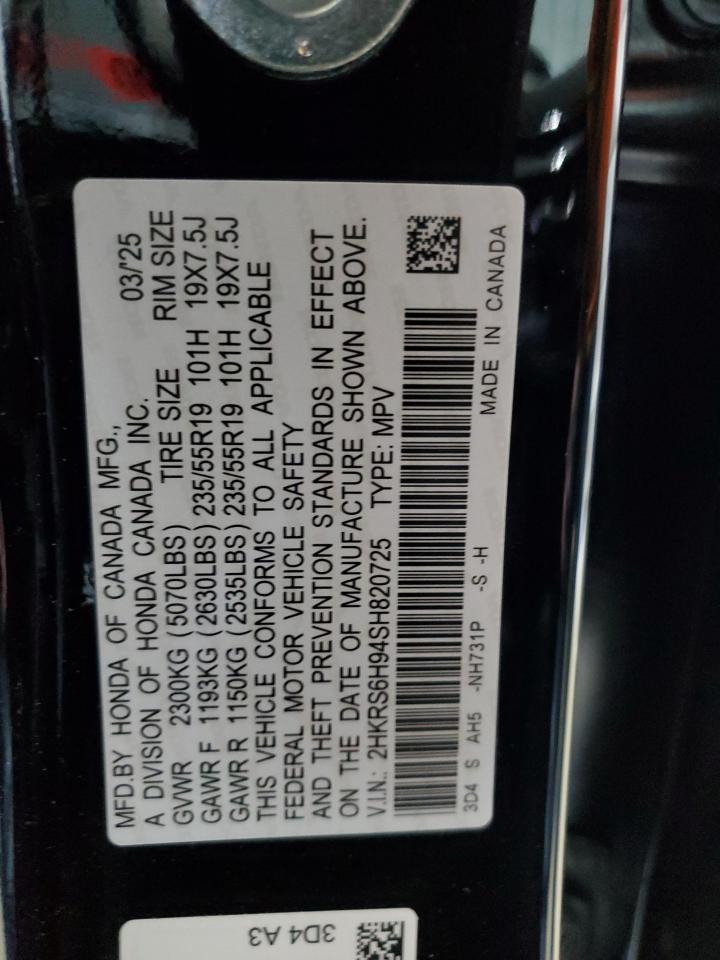 MFD.BY HONDA OF CANADA MFG., 03/'25
A DIVISION OF HONDA CANADA INC.
GVWR 2300KG (5070LBS) TIRE SIZE RIM SIZE
GAWR F 1193KG (2630LBS) 235/55R19 101H 19X7.5J
GAWR R 1150KG (2535LBS) 235/55R19 101H 19X7.5J
THIS VEHICLE CONFORMS TO ALL APPLICABLE
FEDERAL MOTOR VEHICLE SAFETY
AND THEFT PREVENTION STANDARDS IN EFFECT
ON THE DATE OF MANUFACTURE SHOWN ABOVE.
V.I.N.: 2HKRS6H94SH820725 TYPE: MPV
3D4 S AH5 -NH731P -S -H MADE IN CANADA
3D4 A3